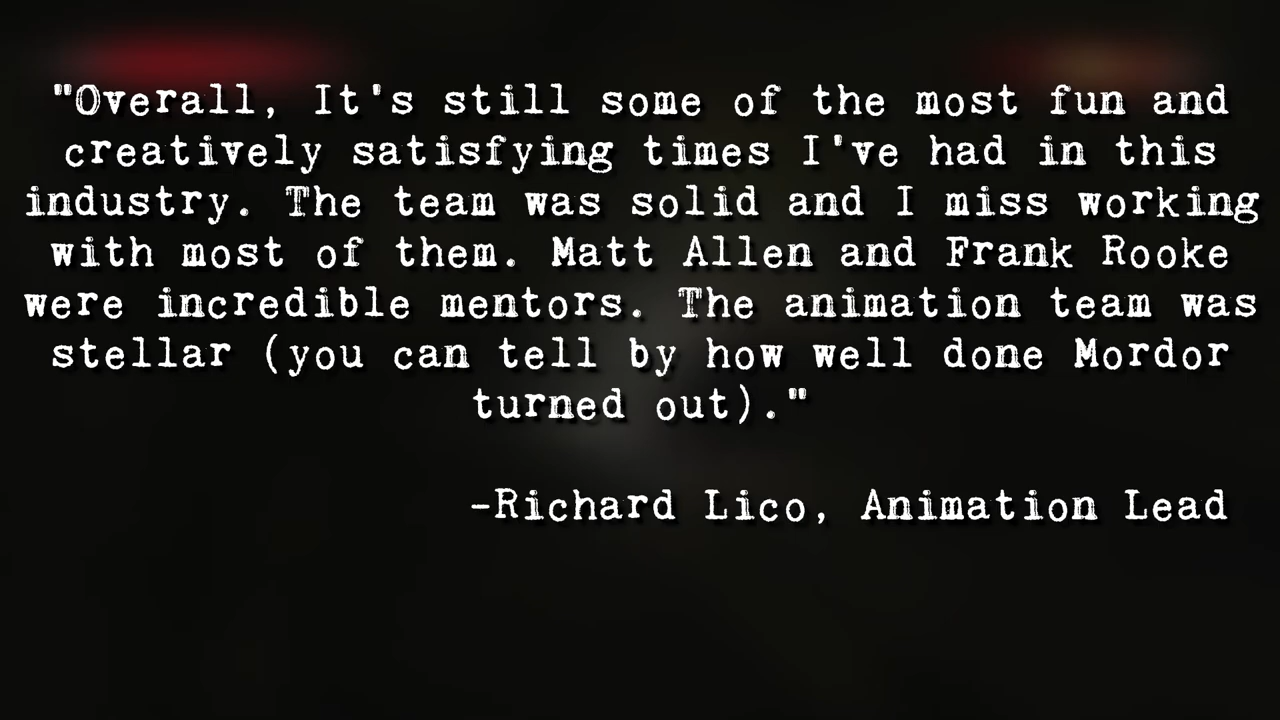 "Overall, It's still some of the most fun and
creatively satisfying times I've had in this
industry. The team was solid and I miss working
with most of them. Matt Allen and Frank Rooke
were incredible mentors. The animation team was
stellar (you can tell by how well done Mordor
turned out)."
-Richard Lico, Animation Lead